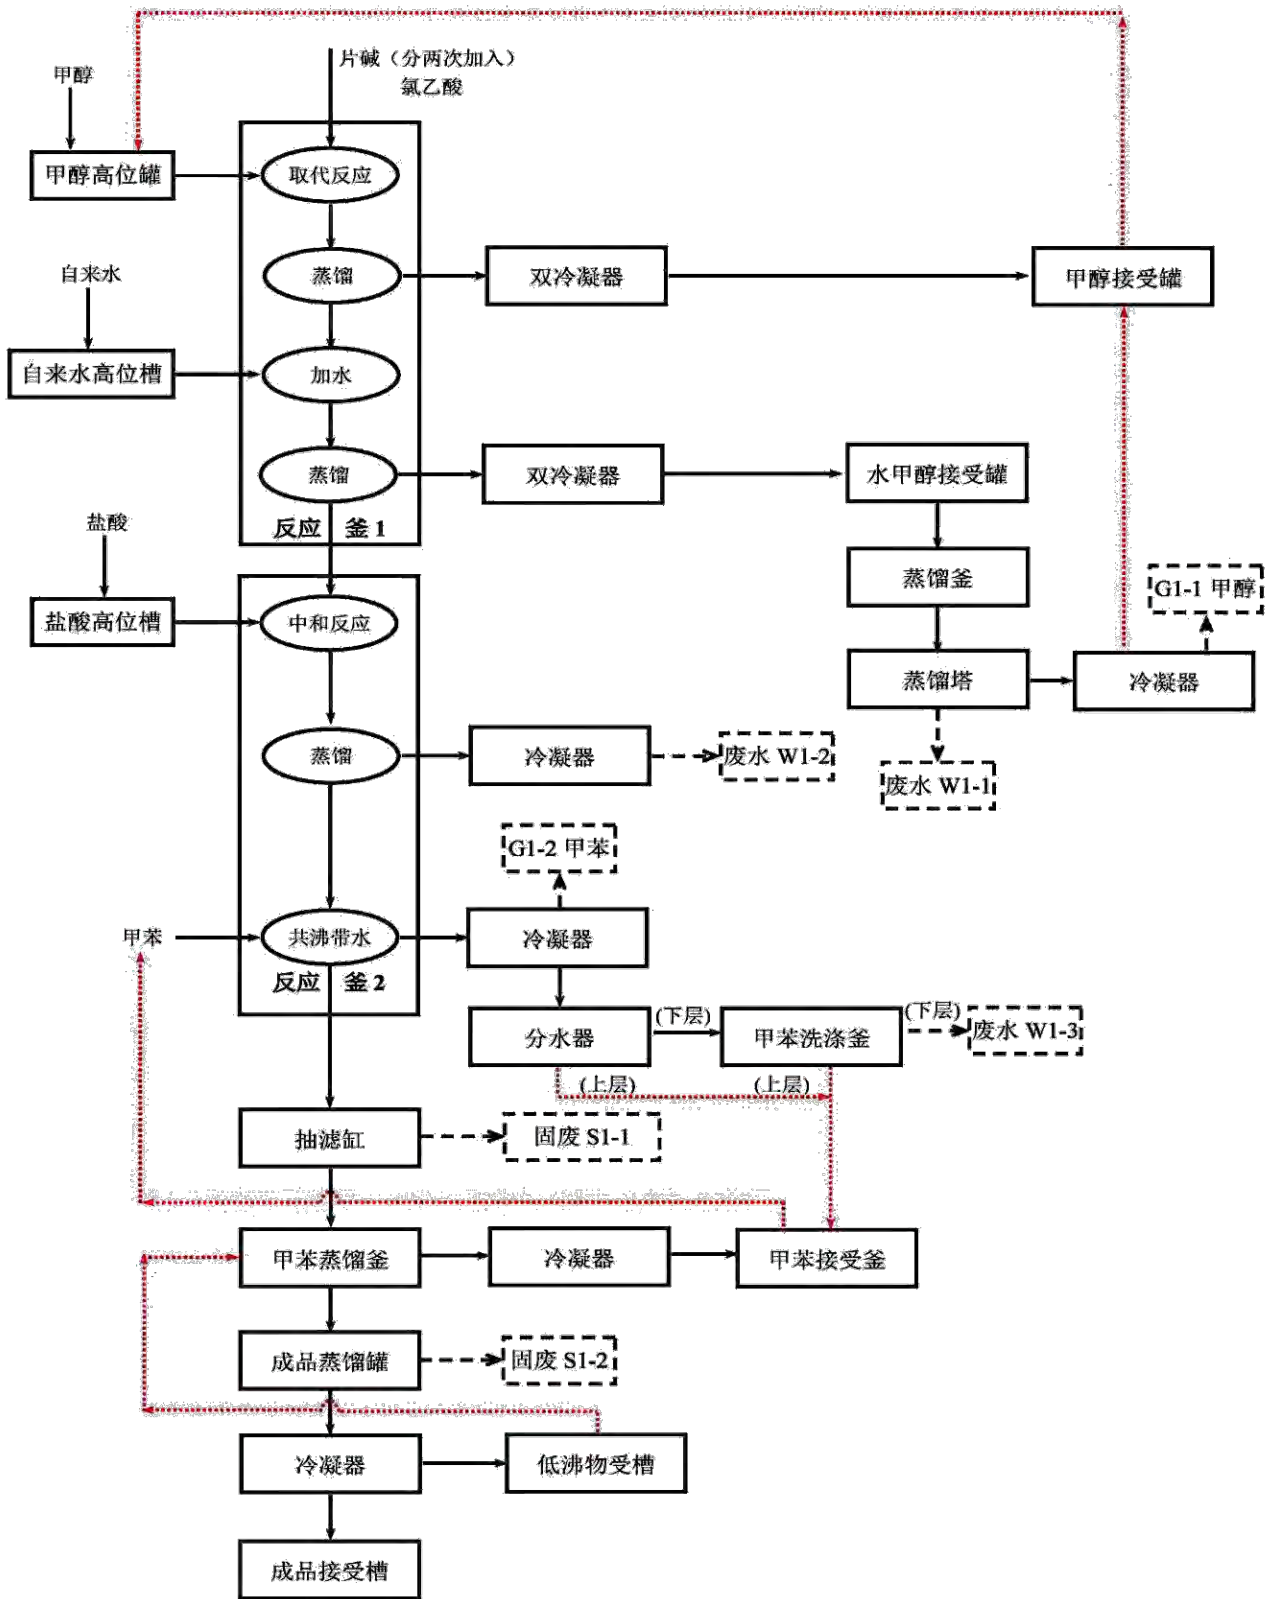 片碱（分两次加入）
氯乙酸
甲醇
甲醇高位罐
取代反应
自来水
蒸馏
双冷凝器
甲醇接受罐
自来水高位槽
加水
蒸馏
双冷凝器
水甲醇接受罐
反应 釜 1
盐酸
蒸馏釜
G1-1 甲醇
盐酸高位槽
中和反应
蒸馏塔
冷凝器
蒸馏
冷凝器
废水 W1-2
废水 W1-1
G1-2 甲苯
甲苯
共沸带水
冷凝器
反应 釜 2
分水器
(下层)
甲苯洗涤釜
(下层)
废水 W1-3
(上层)
(上层)
抽滤缸
固废 S1-1
甲苯蒸馏釜
冷凝器
甲苯接受釜
成品蒸馏罐
固废 S1-2
冷凝器
低沸物受槽
成品接受槽